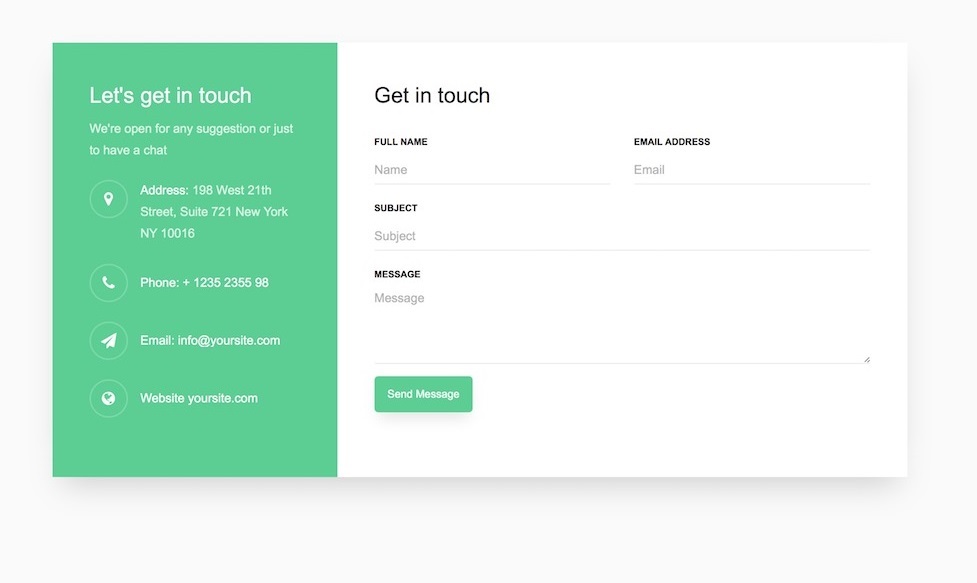 Let's get in touch
We're open for any suggestion or just
to have a chat
Address: 198 West 21th
Street, Suite 721 New York
NY 10016
Phone: + 1235 2355 98
Email: info@yoursite.com
Website yoursite.com
Get in touch
FULL NAME
Name
EMAIL ADDRESS
Email
SUBJECT
Subject
MESSAGE
Message
Send Message